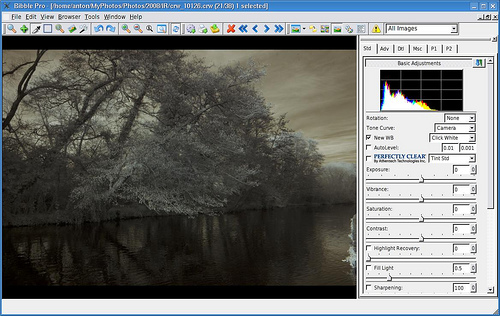 Bibble Pro - [/home/anton/MyPhotos/Photos/2008/IR/crw_10126.crw (21/38) 1 selected]
File Edit View Browser Tools Window Help
All Images
Std Adv Dtl Misc P1 P2
Basic Adjustments
Rotation: None
Tone Curve: Camera
New WB Click White
AutoLevel: 0.01 0.001
PERFECTLY CLEAR Tint Std
By Athentech Technologies Inc.
Exposure: 0
Vibrance: 0
Saturation: 0
Contrast: 0
Highlight Recovery: 0
Fill Light 0.5
Sharpening: 100